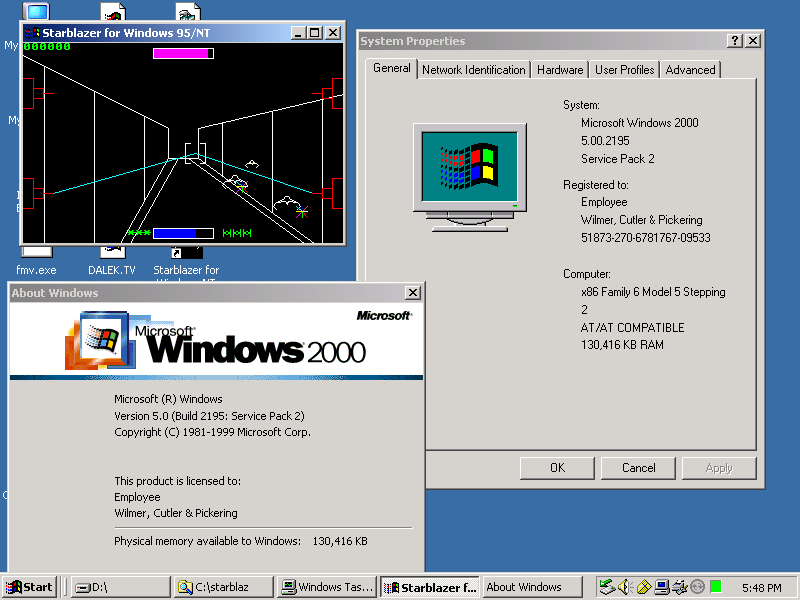 My
Starblazer for Windows 95/NT
000000
My
fmv.exe
DALEK.TV
Starblazer for
System Properties
General
Network Identification
Hardware
User Profiles
Advanced
System:
Microsoft Windows 2000
5.00.2195
Service Pack 2
Registered to:
Employee
Wilmer, Cutler & Pickering
51873-270-6781767-09533
Computer:
x86 Family 6 Model 5 Stepping
2
AT/AT COMPATIBLE
130,416 KB RAM
OK
Cancel
Apply
About Windows
Microsoft
Microsoft
Windows 2000
Microsoft (R) Windows
Version 5.0 (Build 2195: Service Pack 2)
Copyright (C) 1981-1999 Microsoft Corp.
This product is licensed to:
Employee
Wilmer, Cutler & Pickering
Physical memory available to Windows: 130,416 KB
Start
D:\
C:\starblaz
Windows Tas...
Starblazer f...
About Windows
5:48 PM